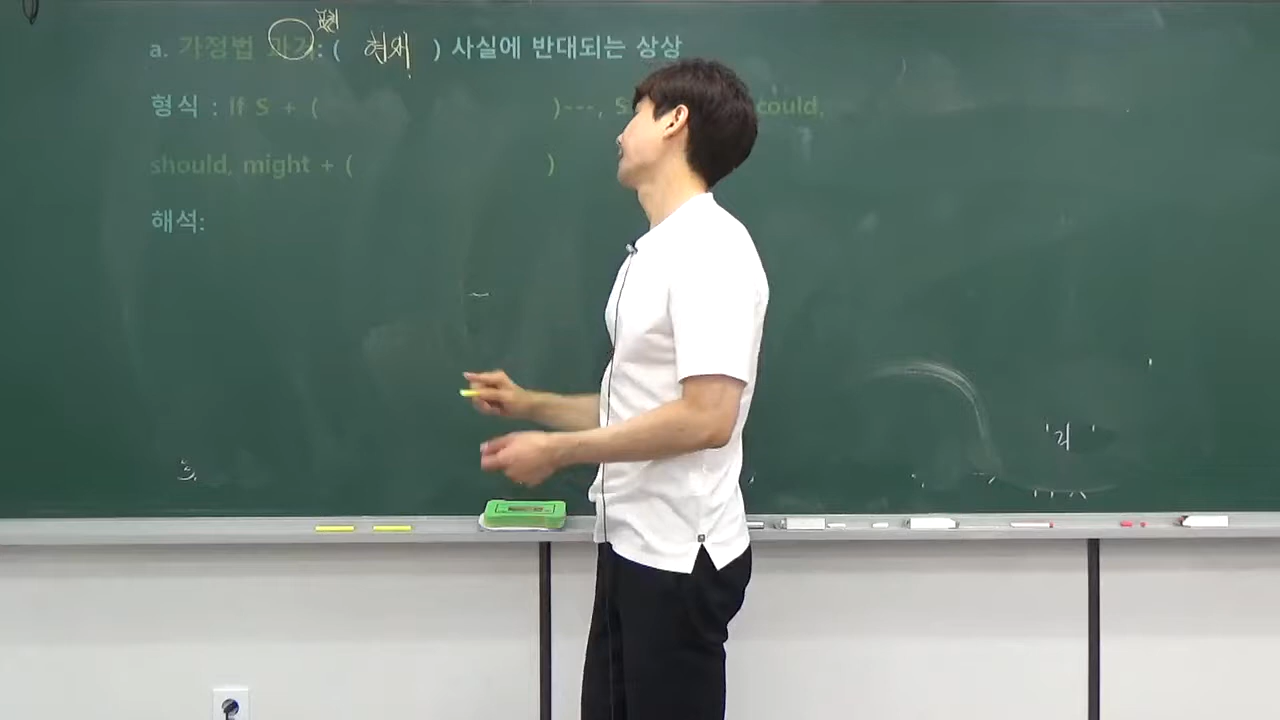 a. 가정법 과거: ( 현재 ) 사실에 반대되는 상상
형식 : If S + ( )---, S could,
should, might + ( )
해석: